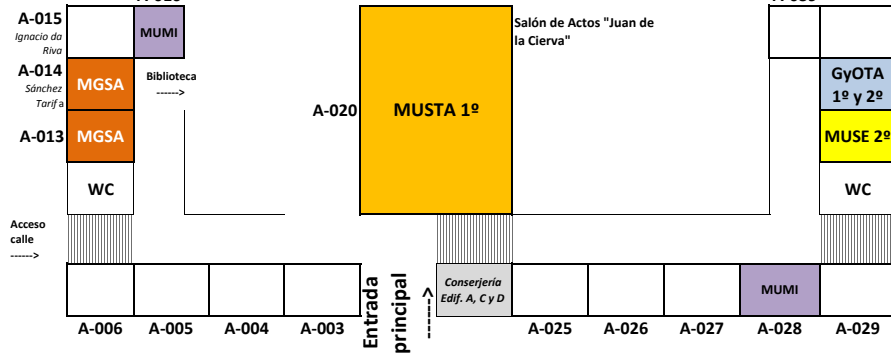 A-015
Ignacio da
Riva
MUMI
A-014
Sánchez
Tarifa
MGSA
Biblioteca
------>
A-013
MGSA
WC
Acceso
calle
------>
A-020
MUSTA 1º
Salón de Actos "Juan de
la Cierva"
GyOTA
1º y 2º
MUSE 2º
WC
Entrada
principal
----->
Conserjería
Edif. A, C y D
MUMI
A-006
A-005
A-004
A-003
A-025
A-026
A-027
A-028
A-029